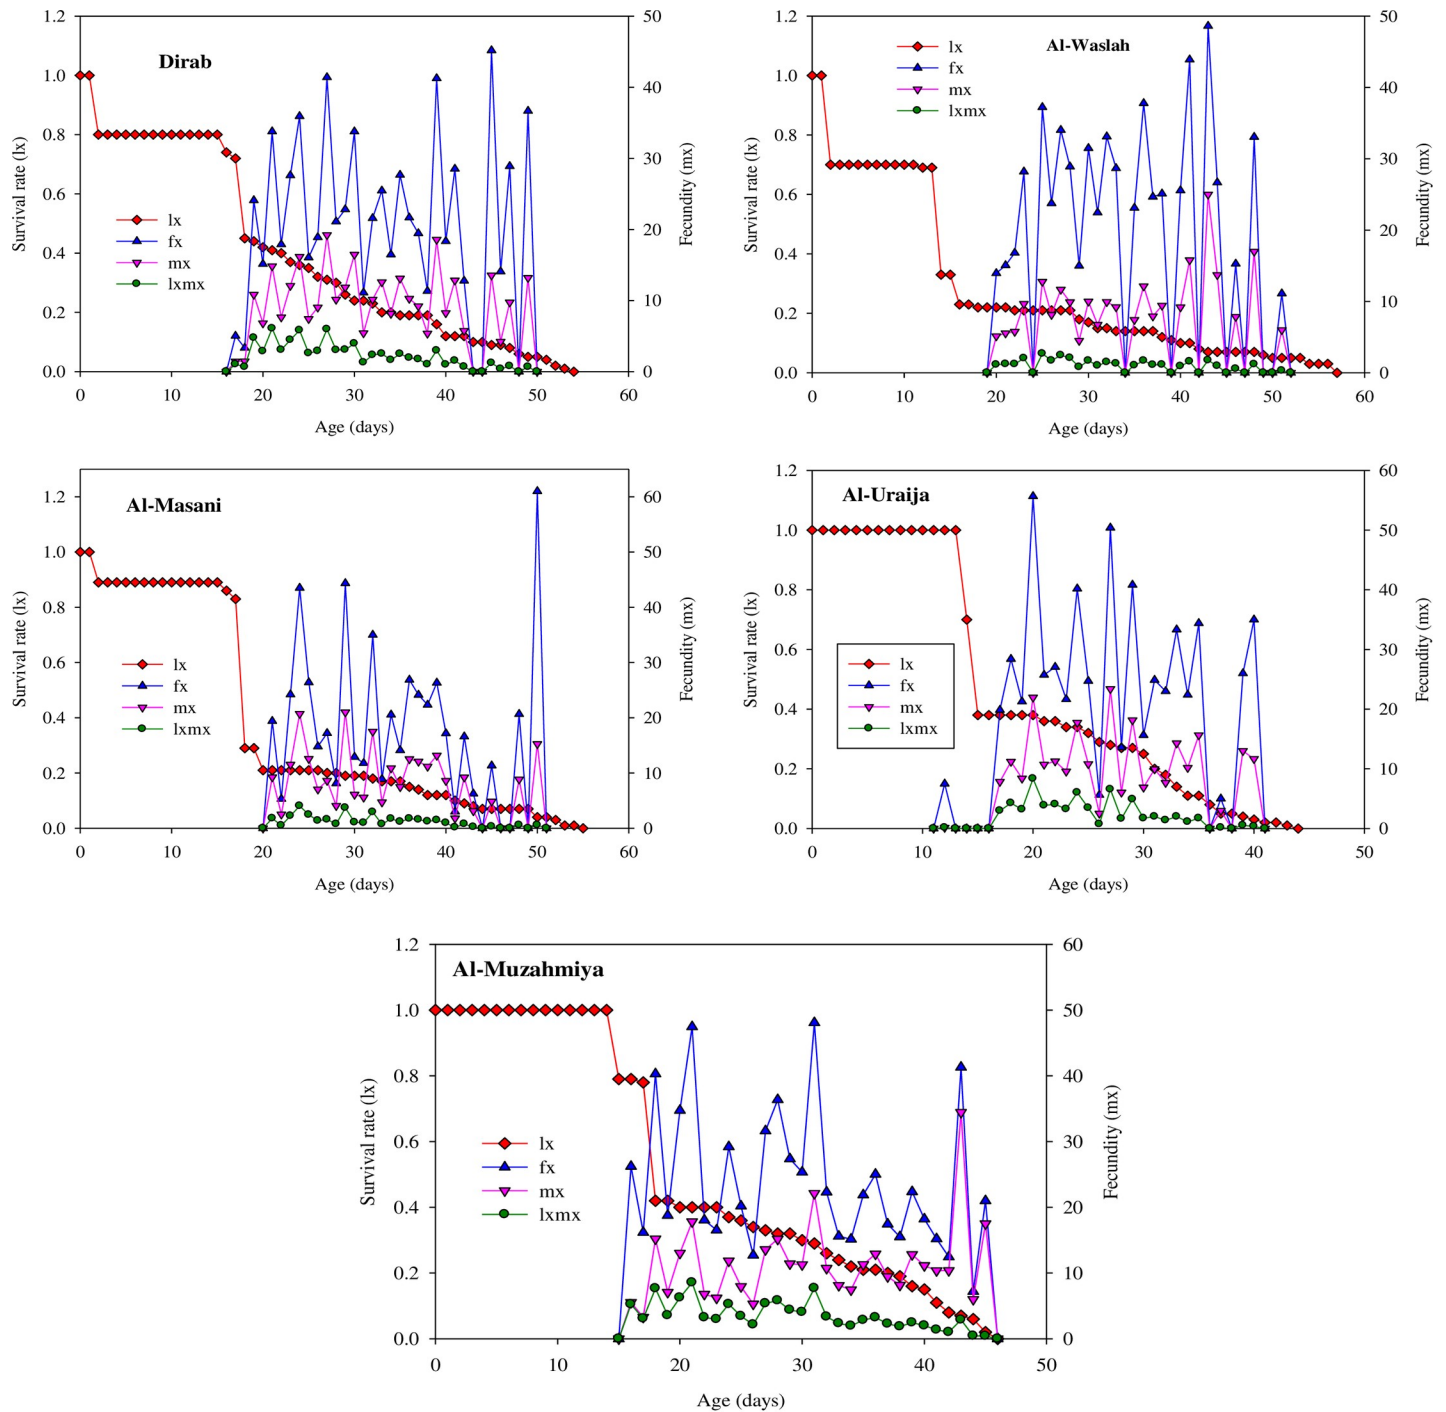 Dirab
1.2
1.0
0.8
0.6
0.4
0.2
0.0
Survival rate (lx)
50
40
30
20
10
0
Fecundity (mx)
lx
fx
mx
lxmx
0 10 20 30 40 50 60
Age (days)
Al-Waslah
1.2
1.0
0.8
0.6
0.4
0.2
0.0
Survival rate (lx)
50
40
30
20
10
0
Fecundity (mx)
lx
fx
mx
lxmx
0 10 20 30 40 50 60
Age (days)
Al-Masani
1.2
1.0
0.8
0.6
0.4
0.2
0.0
Survival rate (lx)
60
50
40
30
20
10
0
Fecundity (mx)
lx
fx
mx
lxmx
0 10 20 30 40 50 60
Age (days)
Al-Uraija
1.2
1.0
0.8
0.6
0.4
0.2
0.0
Survival rate (lx)
60
50
40
30
20
10
0
Fecundity (mx)
lx
fx
mx
lxmx
0 10 20 30 40 50
Age (days)
Al-Muzahmiya
1.2
1.0
0.8
0.6
0.4
0.2
0.0
Survival rate (lx)
60
50
40
30
20
10
0
Fecundity (mx)
lx
fx
mx
lxmx
0 10 20 30 40 50
Age (days)